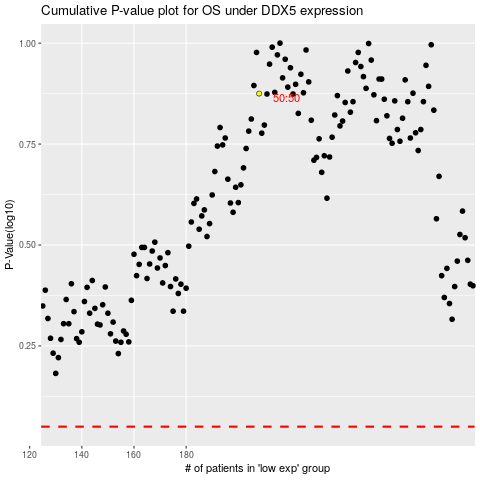 Cumulative P-value plot for OS under DDX5 expression
P-Value(log10)
1.00
0.75
0.50
0.25
50:50
120 140 160 180
# of patients in 'low exp' group